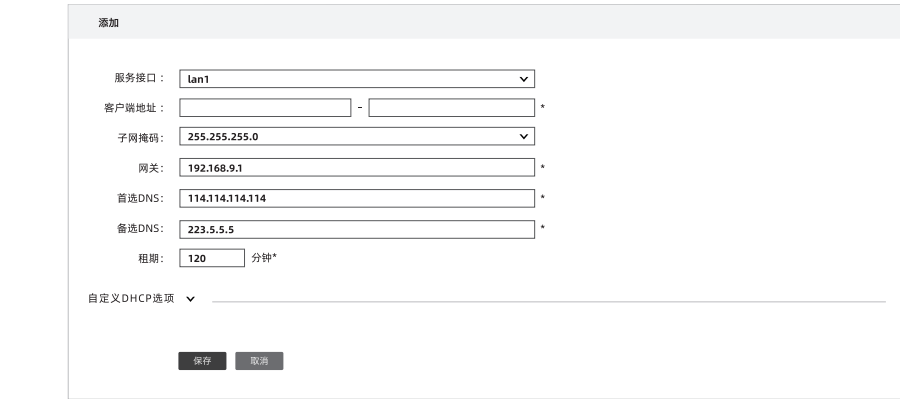 添加
服务接口： lan1
客户端地址： - *
子网掩码： 255.255.255.0
网关： 192.168.9.1 *
首选DNS： 114.114.114.114 *
备选DNS： 223.5.5.5 *
租期： 120 分钟*
自定义DHCP选项
保存 取消